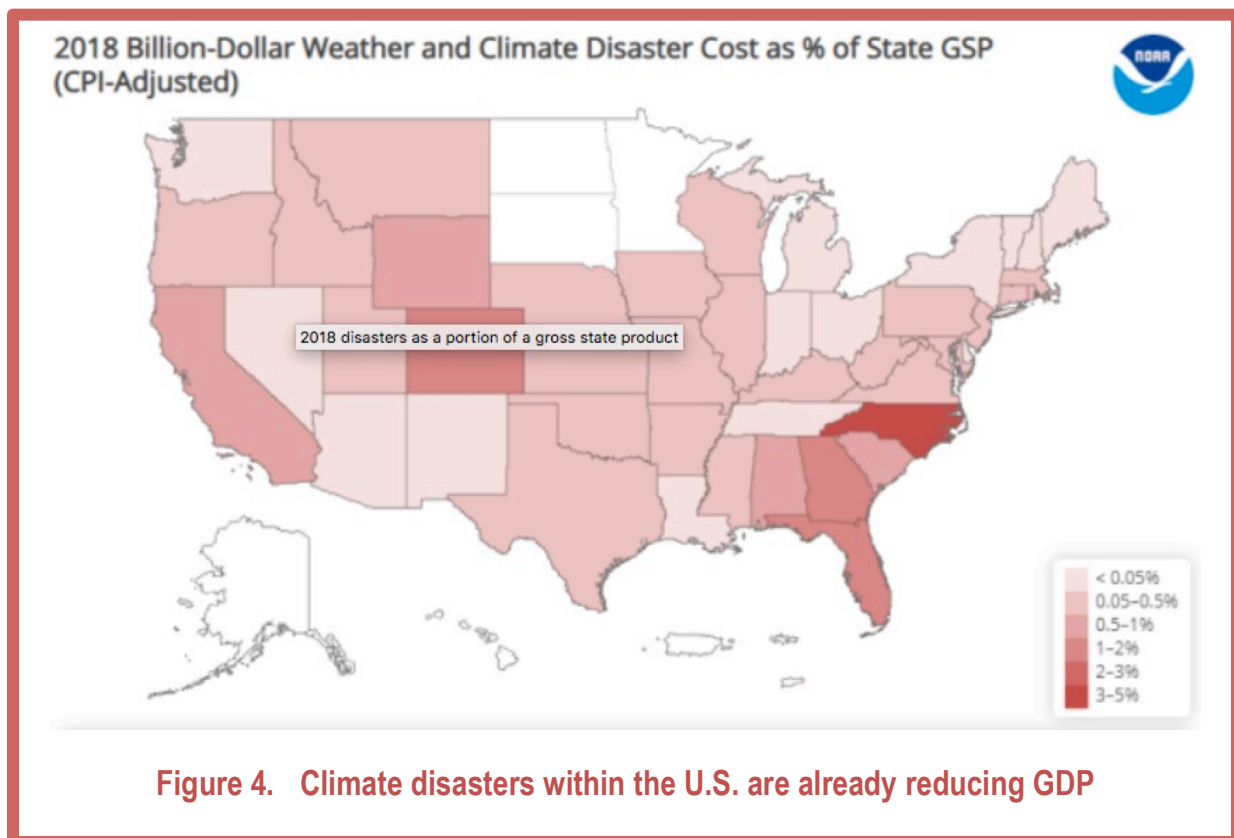 2018 Billion-Dollar Weather and Climate Disaster Cost as % of State GSP
(CPI-Adjusted)
NOAA
2018 disasters as a portion of a gross state product
< 0.05%
0.05–0.5%
0.5–1%
1–2%
2–3%
3–5%
Figure 4. Climate disasters within the U.S. are already reducing GDP